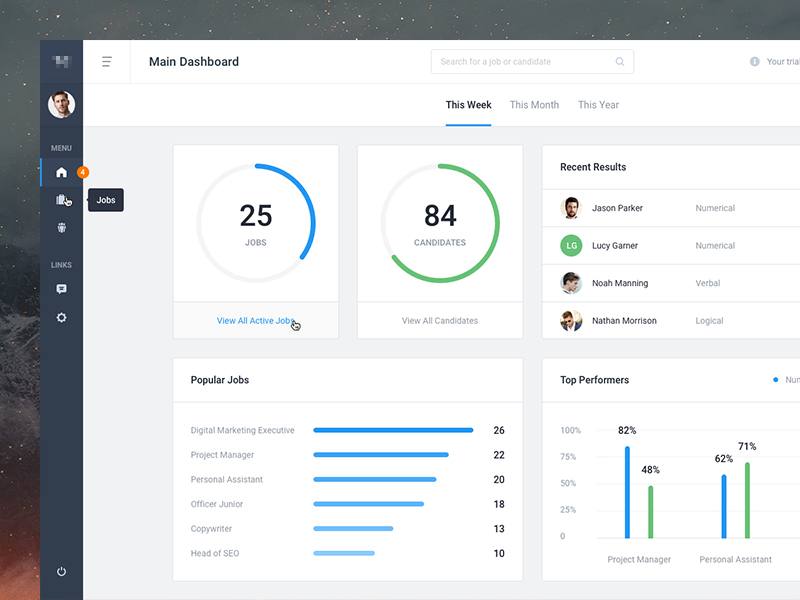 Main Dashboard
Search for a job or candidate
Your trial
This Week This Month This Year
MENU
4
Jobs
LINKS
25
JOBS
View All Active Jobs
84
CANDIDATES
View All Candidates
Recent Results
Jason Parker Numerical
LG Lucy Garner Numerical
Noah Manning Verbal
Nathan Morrison Logical
Popular Jobs
Digital Marketing Executive 26
Project Manager 22
Personal Assistant 20
Officer Junior 18
Copywriter 13
Head of SEO 10
Top Performers
100%
75%
50%
25%
0
82%
48%
62%
71%
Project Manager Personal Assistant